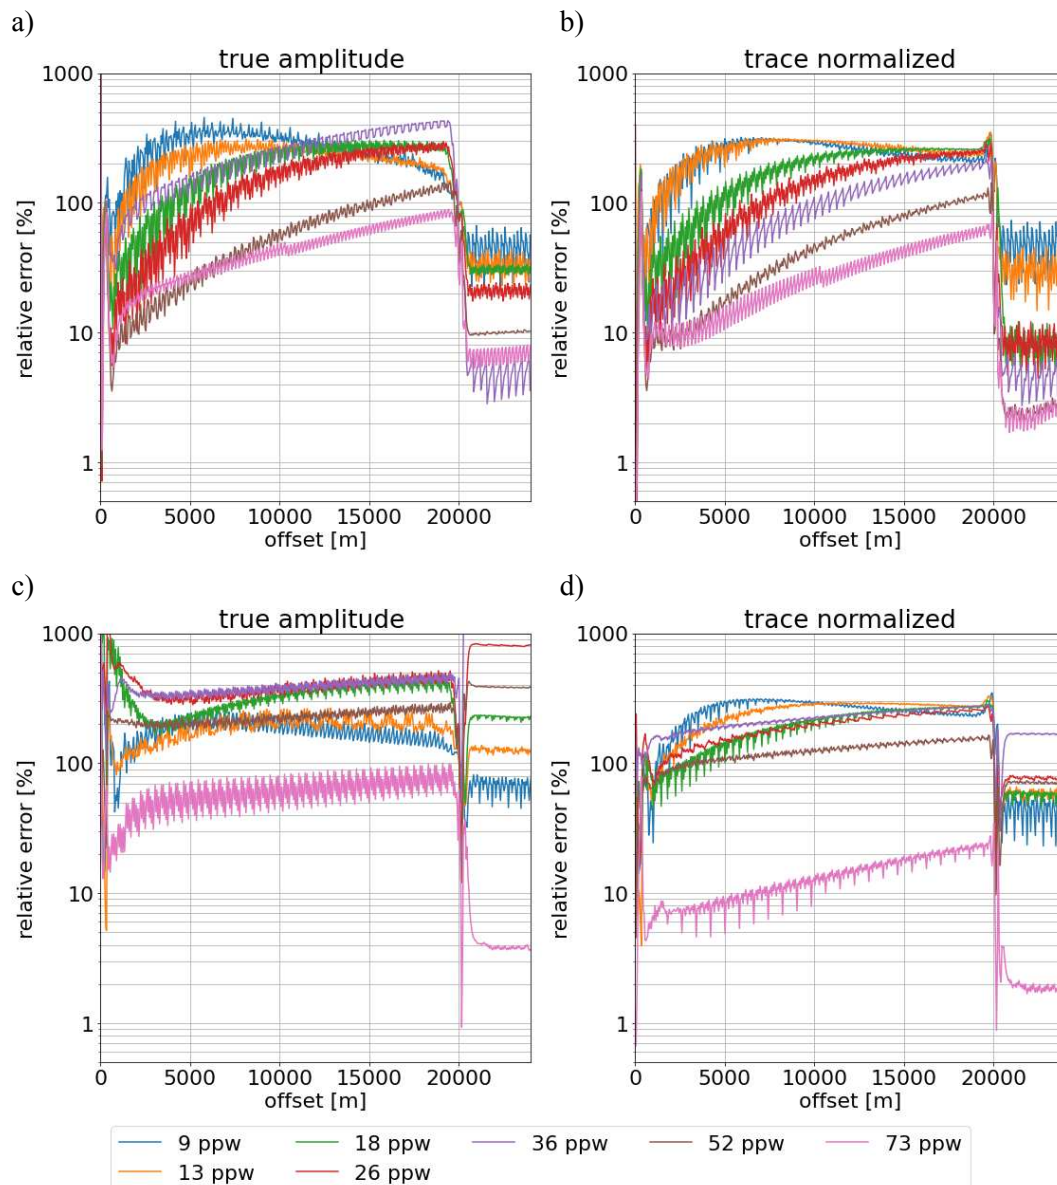 a)
true amplitude
1000
100
10
1
relative error [%]
0 5000 10000 15000 20000
offset [m]
b)
trace normalized
1000
100
10
1
relative error [%]
0 5000 10000 15000 20000
offset [m]
c)
true amplitude
1000
100
10
1
relative error [%]
0 5000 10000 15000 20000
offset [m]
d)
trace normalized
1000
100
10
1
relative error [%]
0 5000 10000 15000 20000
offset [m]
9 ppw 18 ppw 36 ppw 52 ppw 73 ppw
13 ppw 26 ppw